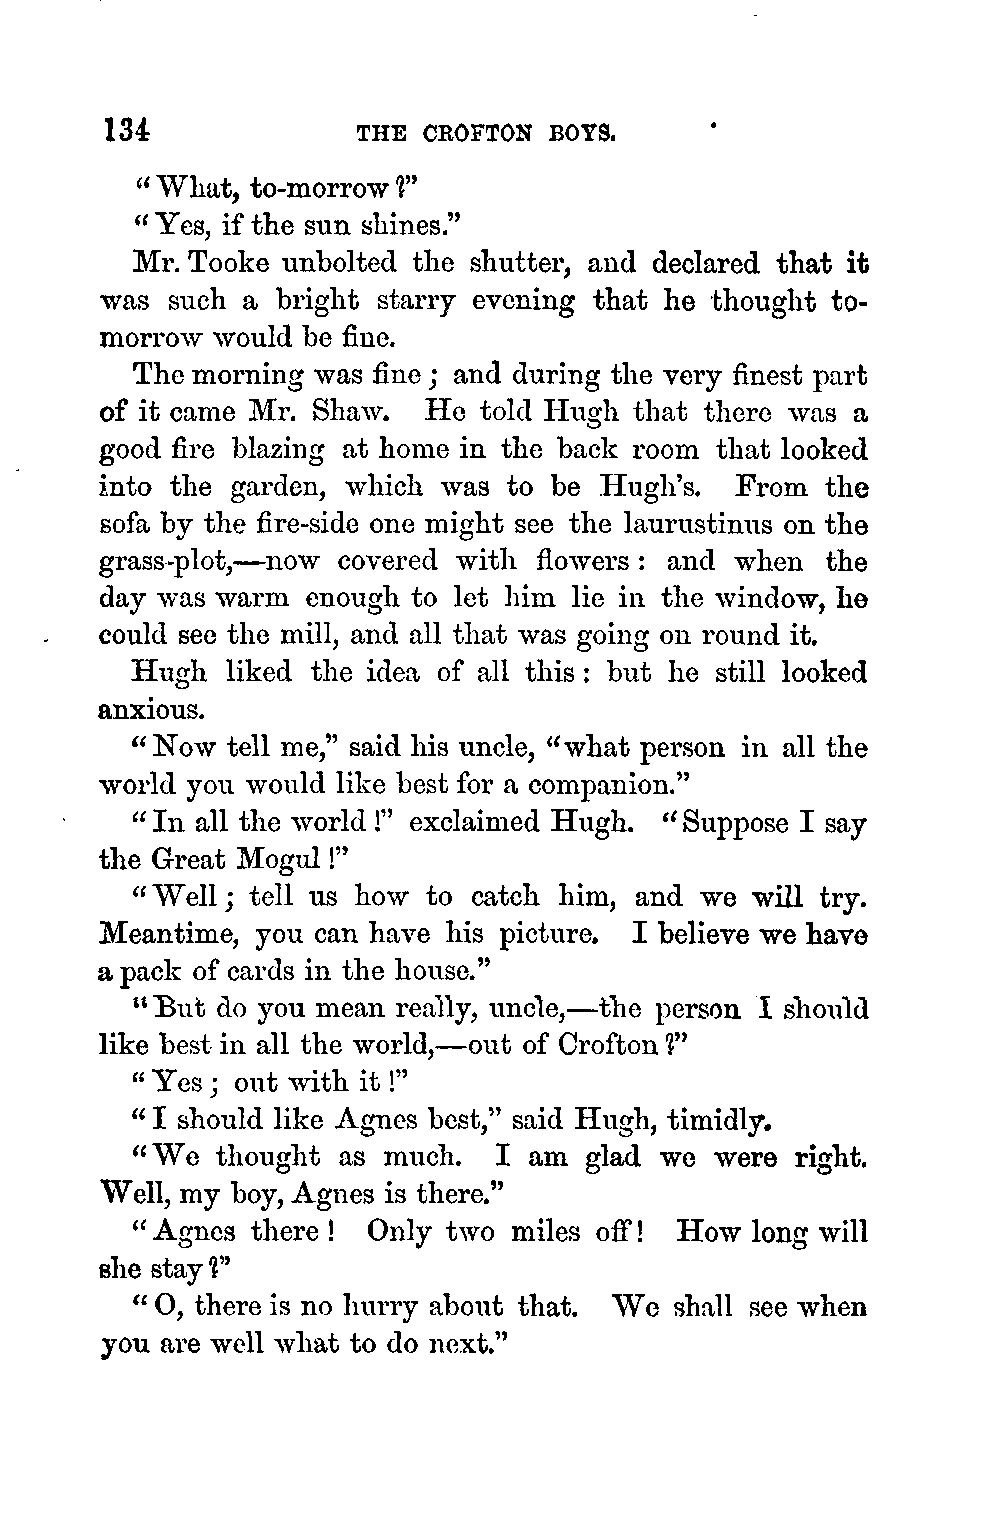 134 THE CROFTON BOYS.
"What, to-morrow?"
"Yes, if the sun shines."
Mr. Tooke unbolted the shutter, and declared that it
was such a bright starry evening that he thought to-
morrow would be fine.
The morning was fine; and during the very finest part
of it came Mr. Shaw. He told Hugh that there was a
good fire blazing at home in the back room that looked
into the garden, which was to be Hugh's. From the
sofa by the fire-side one might see the laurustinus on the
grass-plot,—now covered with flowers: and when the
day was warm enough to let him lie in the window, he
could see the mill, and all that was going on round it.
Hugh liked the idea of all this: but he still looked
anxious.
"Now tell me," said his uncle, "what person in all the
world you would like best for a companion."
"In all the world!" exclaimed Hugh. "Suppose I say
the Great Mogul!"
"Well; tell us how to catch him, and we will try.
Meantime, you can have his picture. I believe we have
a pack of cards in the house."
"But do you mean really, uncle,—the person I should
like best in all the world,—out of Crofton?"
"Yes; out with it!"
"I should like Agnes best," said Hugh, timidly.
"We thought as much. I am glad we were right.
Well, my boy, Agnes is there."
"Agnes there! Only two miles off! How long will
she stay?"
"O, there is no hurry about that. We shall see when
you are well what to do next."